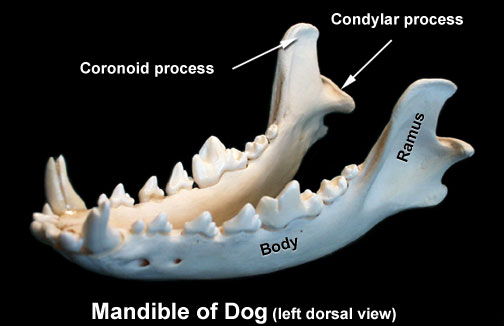 Condylar process
Coronoid process
Ramus
Body
Mandible of Dog (left dorsal view)